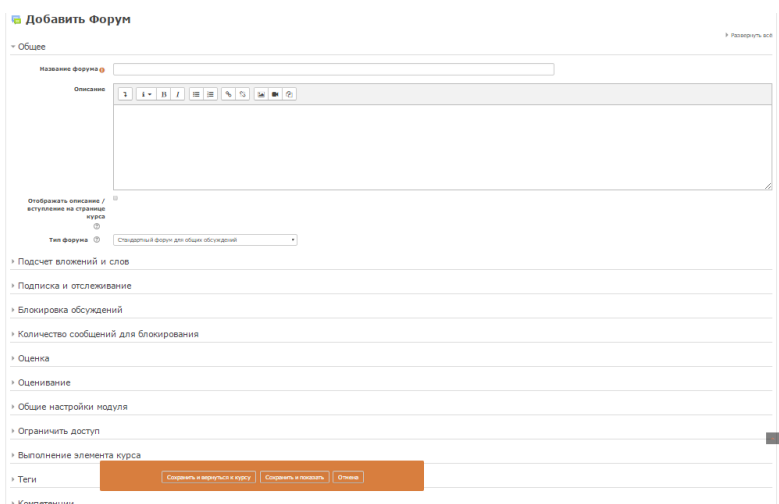 Добавить Форум
Развернуть всё
Общее
Название форума
Описание
Отображать описание /
вступление на странице
курса
Тип форума
Стандартный форум для общих обсуждений
Подсчет вложений и слов
Подписка и отслеживание
Блокировка обсуждений
Количество сообщений для блокирования
Оценка
Оценивание
Общие настройки модуля
Ограничить доступ
Выполнение элемента курса
Сохранить и вернуться к курсу Сохранить и показать Отмена
Теги
Компетенции